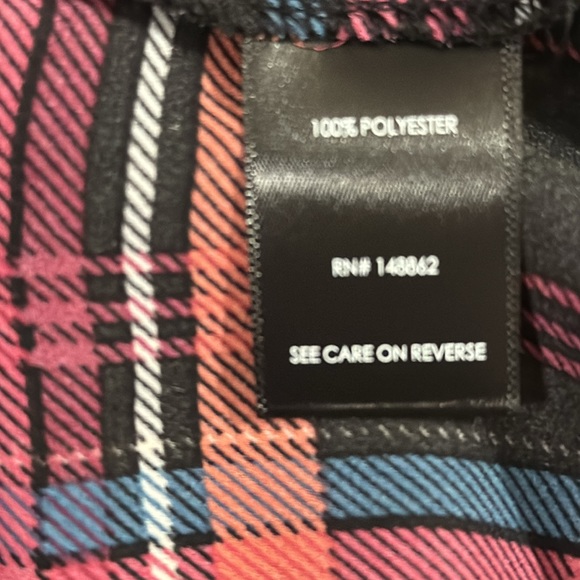 100% POLYESTER
RN# 148862
SEE CARE ON REVERSE